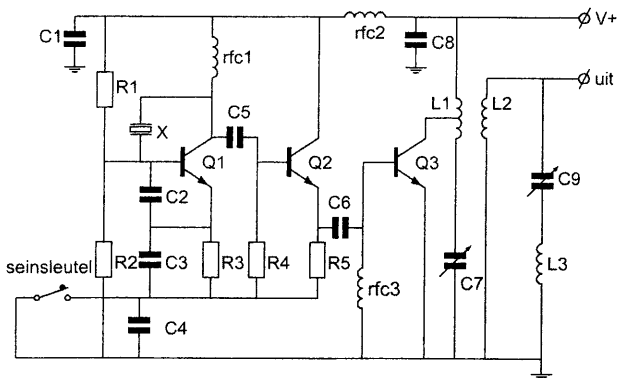 C1
rfc2
V+
C8
R1
rfc1
uit
X
C5
L1
L2
Q1
Q2
Q3
C2
C6
C9
seinsleutel
R2
C3
R3
R4
R5
rfc3
C7
L3
C4